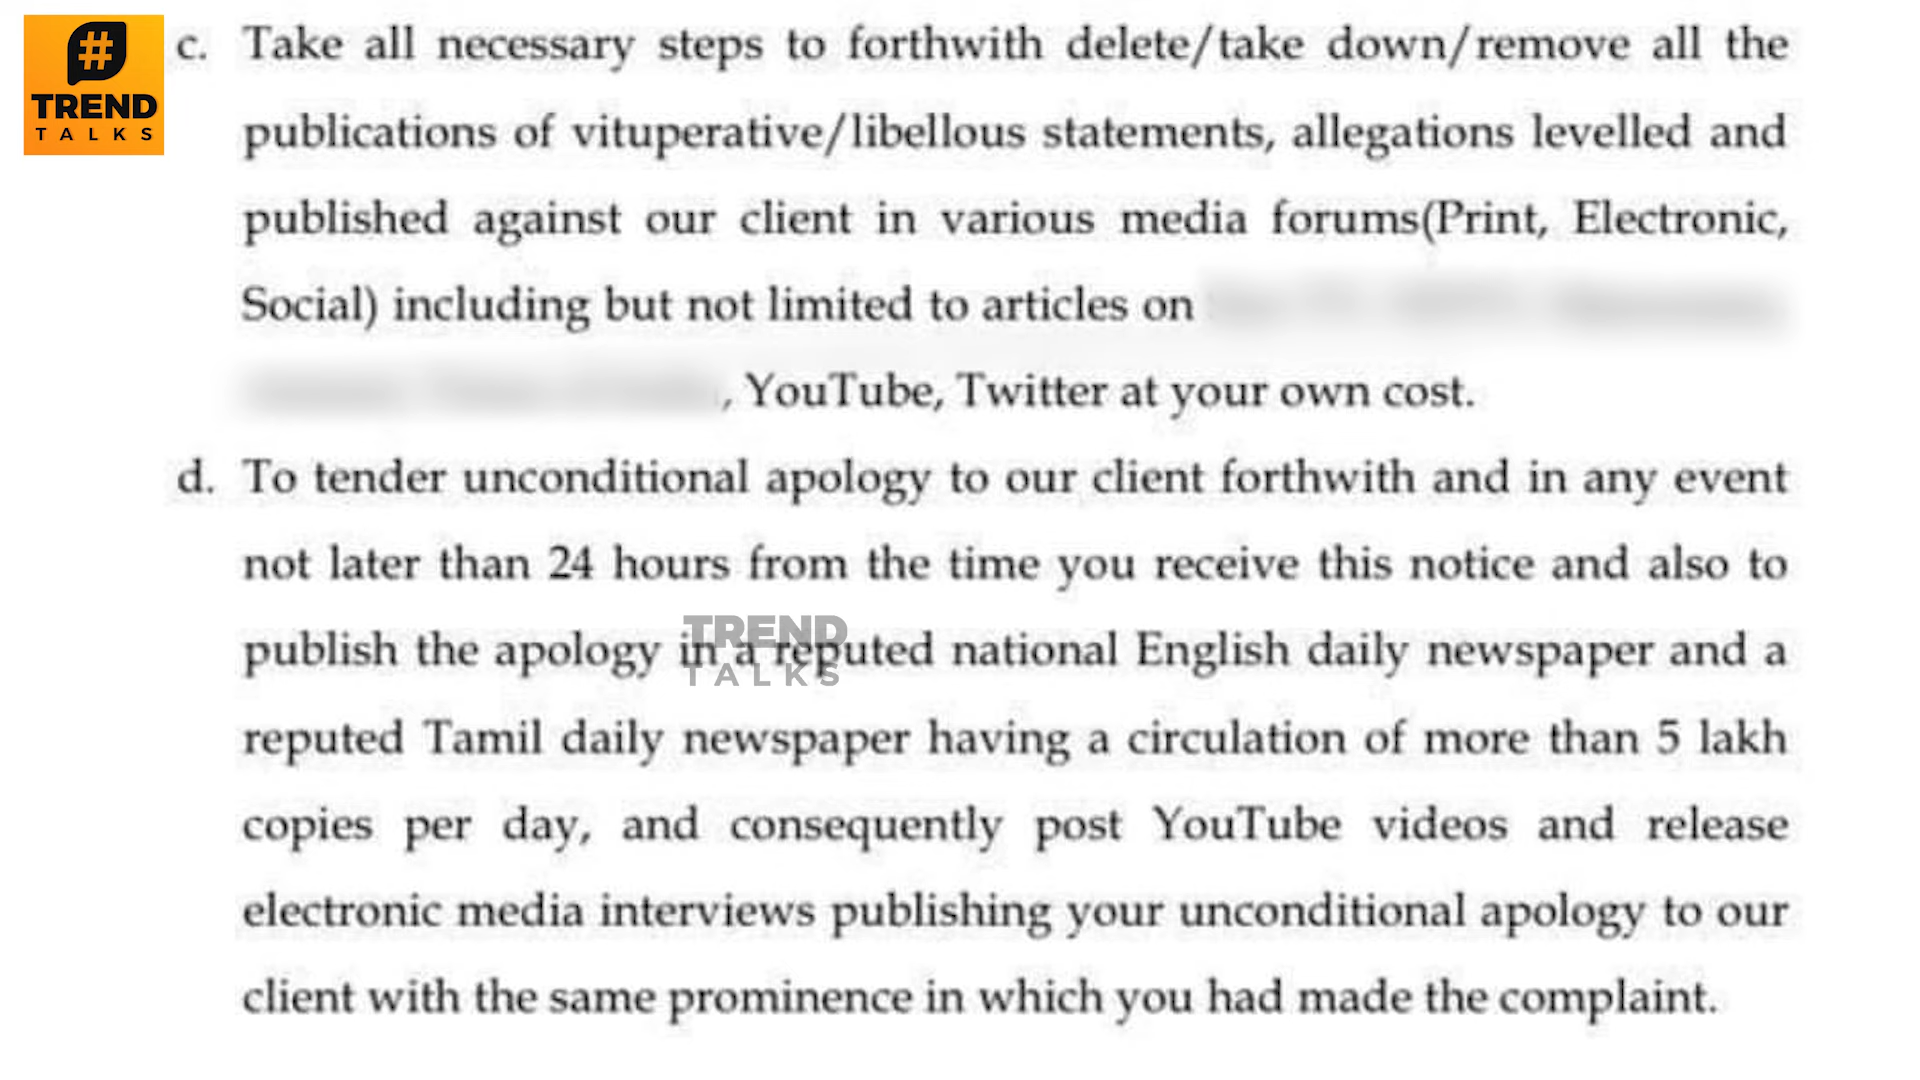 #
TREND
TALKS
c. Take all necessary steps to forthwith delete/take down/remove all the
publications of vituperative/libellous statements, allegations levelled and
published against our client in various media forums(Print, Electronic,
Social) including but not limited to articles on
, YouTube, Twitter at your own cost.
d. To tender unconditional apology to our client forthwith and in any event
not later than 24 hours from the time you receive this notice and also to
publish the apology in a reputed national English daily newspaper and a
TREND
TALKS
reputed Tamil daily newspaper having a circulation of more than 5 lakh
copies per day, and consequently post YouTube videos and release
electronic media interviews publishing your unconditional apology to our
client with the same prominence in which you had made the complaint.